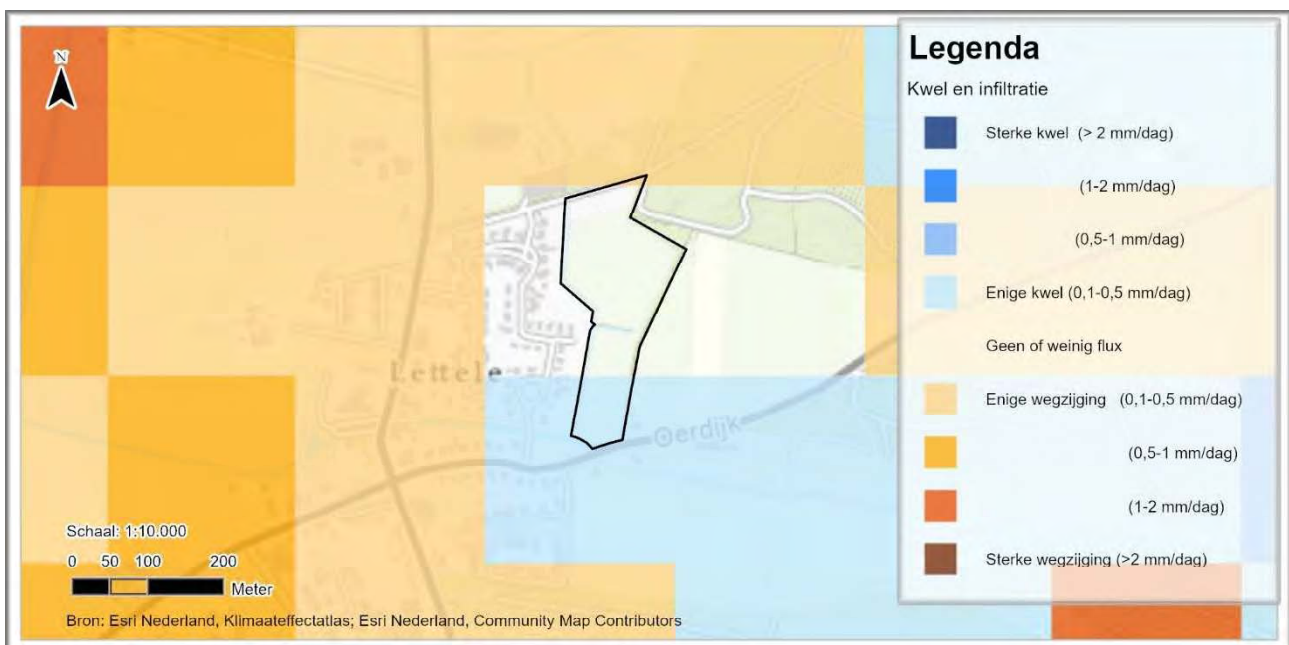 N
Legenda
Kwel en infiltratie
Sterke kwel (> 2 mm/dag)
(1-2 mm/dag)
(0,5-1 mm/dag)
Enige kwel (0,1-0,5 mm/dag)
Geen of weinig flux
Enige wegzijging (0,1-0,5 mm/dag)
(0,5-1 mm/dag)
(1-2 mm/dag)
Sterke wegzijging (>2 mm/dag)
Lettele
Oerdijk
Schaal: 1:10.000
0 50 100 200
Meter
Bron: Esri Nederland, Klimaateffectatlas; Esri Nederland, Community Map Contributors